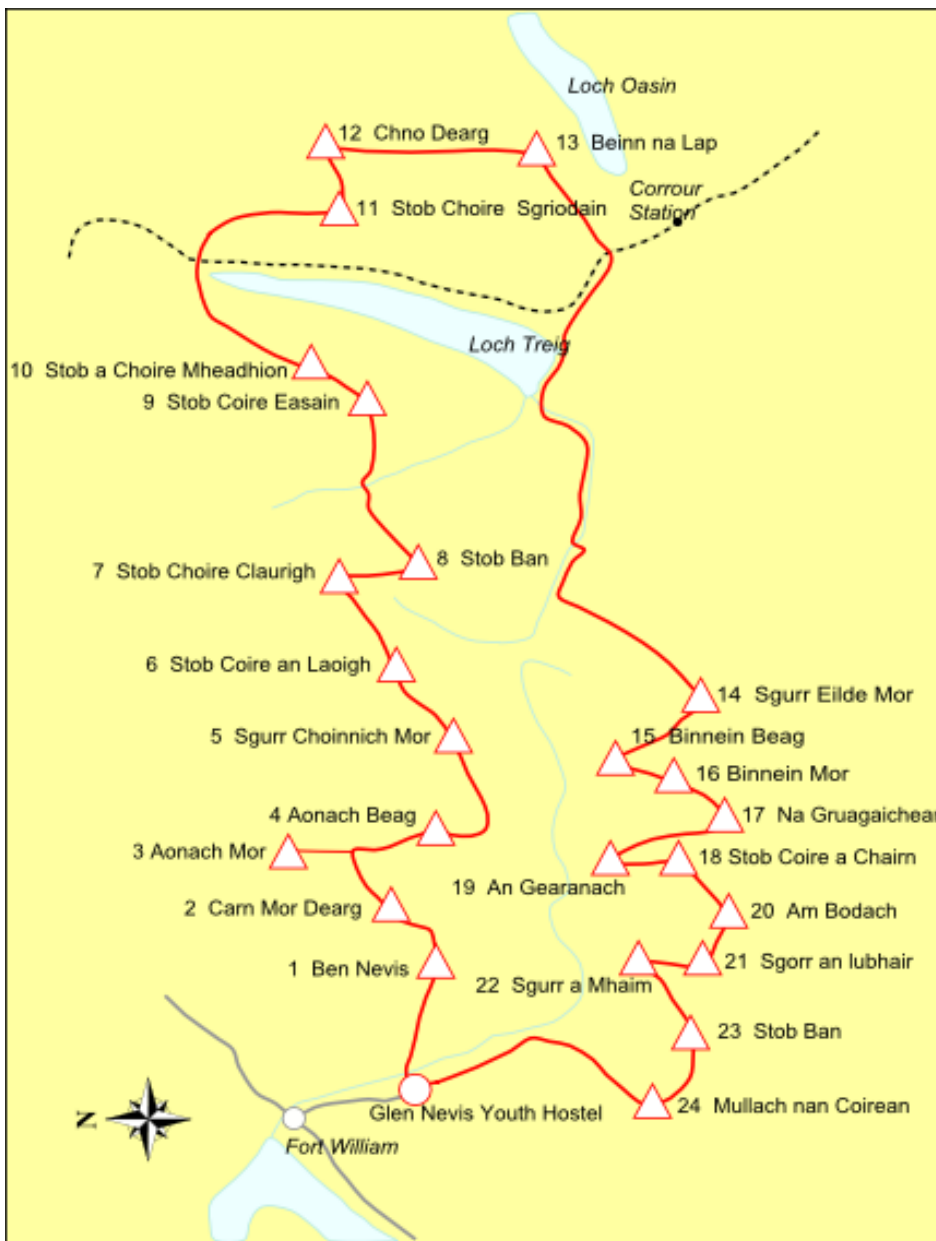 Loch Oasin
12 Chno Dearg
13 Beinn na Lap
Corrour
Station
11 Stob Choire Sgriodain
Loch Treig
10 Stob a Choire Mheadhion
9 Stob Coire Easain
8 Stob Ban
7 Stob Choire Claurigh
6 Stob Coire an Laoigh
14 Sgurr Eilde Mor
5 Sgurr Choinnich Mor
15 Binnein Beag
16 Binnein Mor
4 Aonach Beag
17 Na Gruagaichean
3 Aonach Mor
18 Stob Coire a Chairn
19 An Gearanach
2 Carn Mor Dearg
20 Am Bodach
1 Ben Nevis
21 Sgorr an Iubhair
22 Sgurr a Mhaim
23 Stob Ban
24 Mullach nan Coirean
Glen Nevis Youth Hostel
N
Fort William